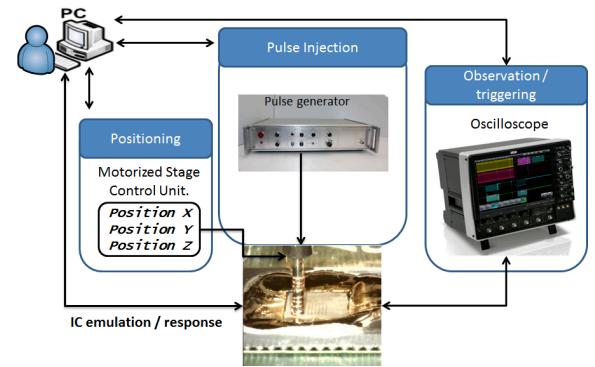 PC
Pulse Injection
Pulse generator
Observation /
triggering
Oscilloscope
Positioning
Motorized Stage
Control Unit.
Position X
Position Y
Position Z
IC emulation / response